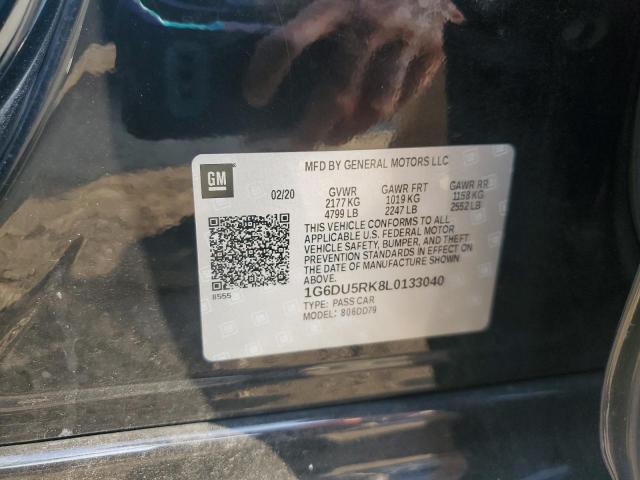 MFD BY GENERAL MOTORS LLC
GM
02/20
GVWR GAWR FRT GAWR RR
2177 KG 1019 KG 1158 KG
4799 LB 2247 LB 2552 LB
THIS VEHICLE CONFORMS TO ALL
APPLICABLE U.S. FEDERAL MOTOR
VEHICLE SAFETY, BUMPER, AND THEFT
PREVENTION STANDARDS IN EFFECT ON
THE DATE OF MANUFACTURE SHOWN
ABOVE.
1G6DU5RK8L0133040
TYPE: PASS CAR
MODEL: 806DD79
8555